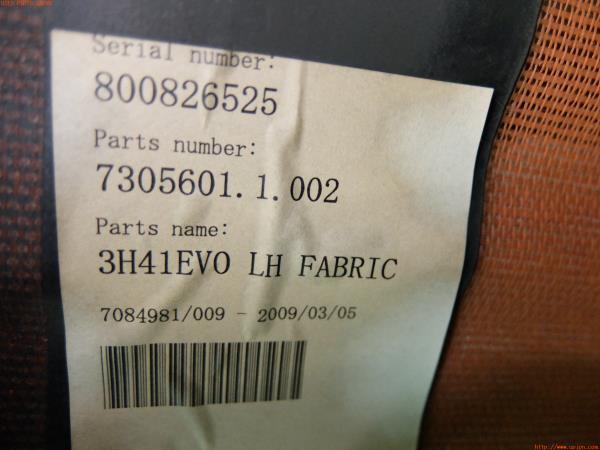 Serial number:
800826525
Parts number:
7305601.1.002
Parts name:
3H41EVO LH FABRIC
7084981/009 - 2009/03/05